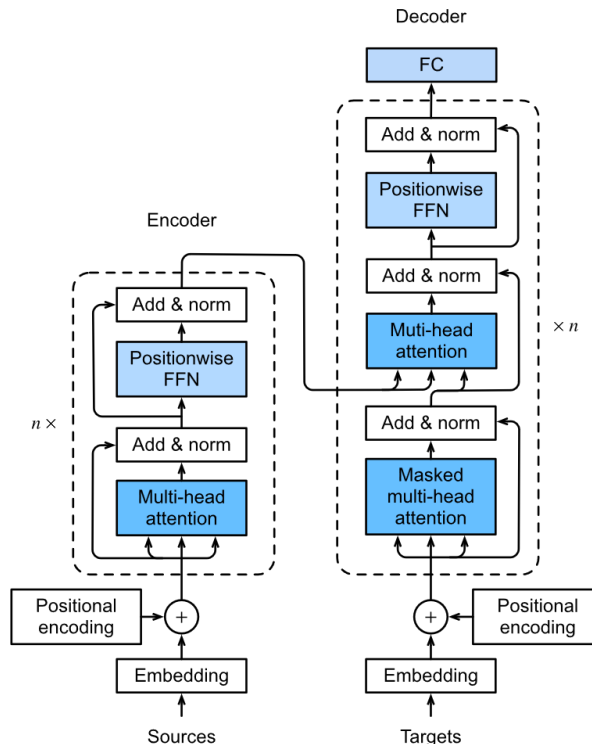 Decoder
FC
Add & norm
Positionwise
FFN
Encoder
Add & norm
Add & norm
Muti-head
attention
× n
Positionwise
FFN
n ×
Add & norm
Add & norm
Multi-head
attention
Masked
multi-head
attention
Positional
encoding
+
+
Positional
encoding
Embedding
Embedding
Sources
Targets